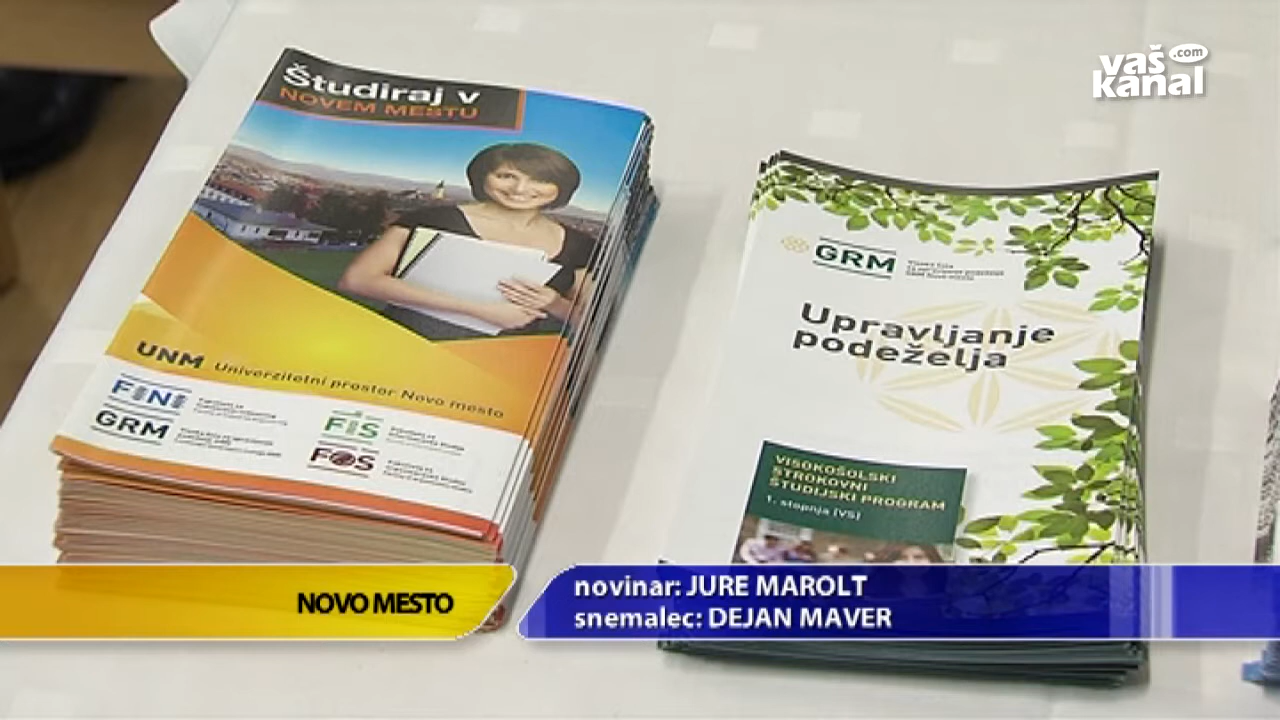 vaš
.com
kanal
Študiraj v
NOVEM MESTU
UNM Univerzitetni prostor Novo mesto
FINI
FIS
GRM
FOS
GRM
Upravljanje
podeželja
VISOKOŠOLSKI
STROKOVNI
ŠTUDIJSKI PROGRAM
1. stopnja (VS)
NOVO MESTO
novinar: JURE MAROLT
snemalec: DEJAN MAVER